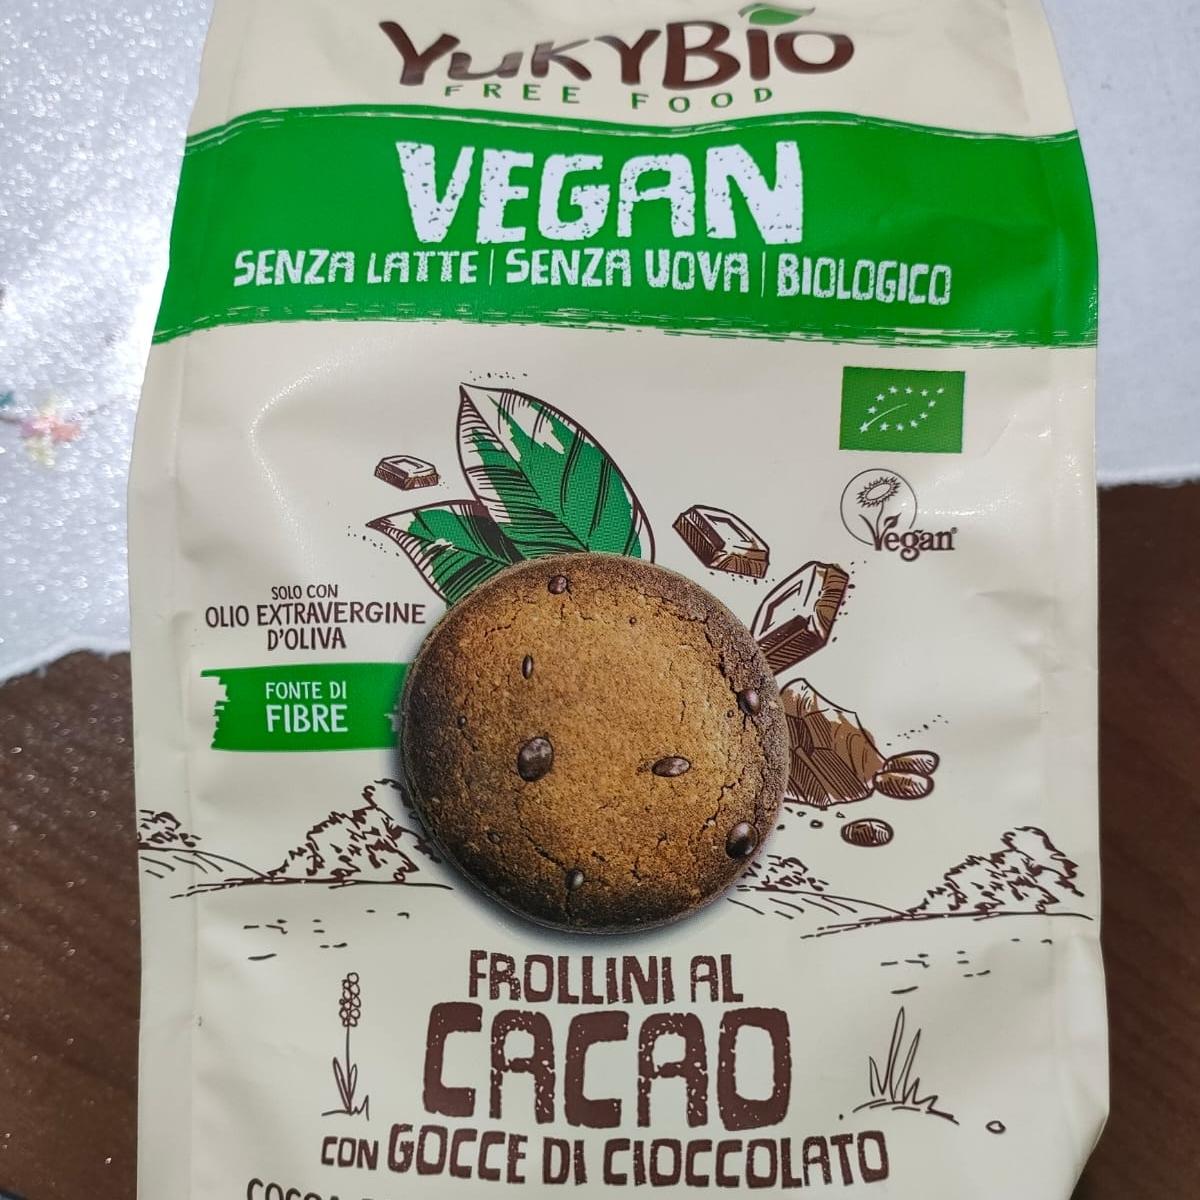 YUKYBIO
FREE FOOD
VEGAN
SENZA LATTE | SENZA UOVA | BIOLOGICO
Vegan®
SOLO CON
OLIO EXTRAVERGINE
D'OLIVA
FONTE DI
FIBRE
FROLLINI AL
CACAO
CON GOCCE DI CIOCCOLATO